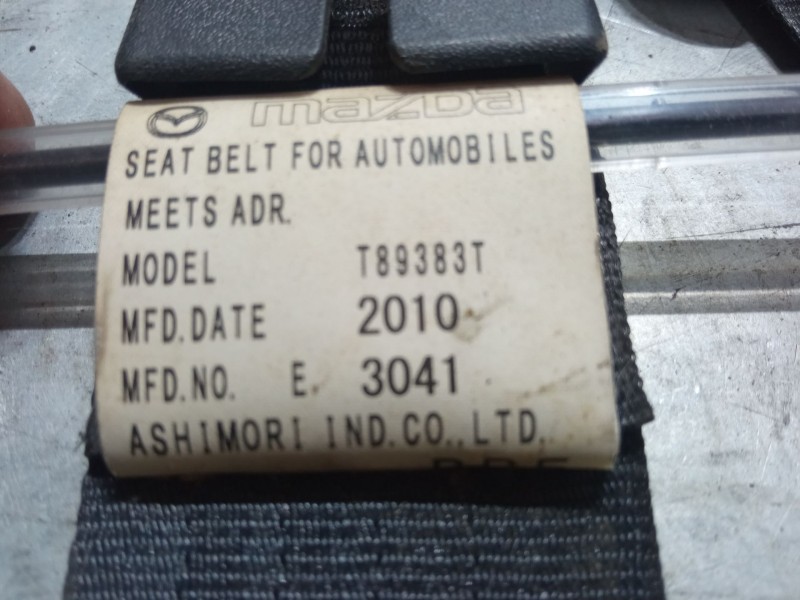 mazda
SEAT BELT FOR AUTOMOBILES
MEETS ADR.
MODEL T89383T
MFD.DATE 2010
MFD.NO. E. 3041
ASHIMORI IND.CO.,LTD.